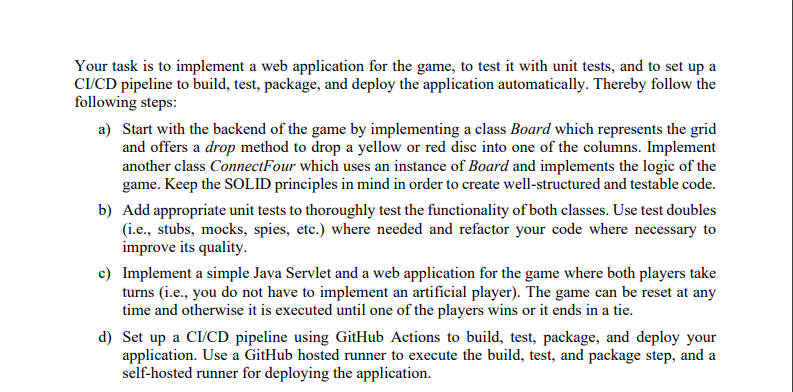 Your task is to implement a web application for the game, to test it with unit tests, and to set up a
CI/CD pipeline to build, test, package, and deploy the application automatically. Thereby follow the
following steps:
a) Start with the backend of the game by implementing a class Board which represents the grid
and offers a drop method to drop a yellow or red disc into one of the columns. Implement
another class ConnectFour which uses an instance of Board and implements the logic of the
game. Keep the SOLID principles in mind in order to create well-structured and testable code.
b) Add appropriate unit tests to thoroughly test the functionality of both classes. Use test doubles
(i.e., stubs, mocks, spies, etc.) where needed and refactor your code where necessary to
improve its quality.
c) Implement a simple Java Servlet and a web application for the game where both players take
turns (i.e., you do not have to implement an artificial player). The game can be reset at any
time and otherwise it is executed until one of the players wins or it ends in a tie.
d) Set up a CI/CD pipeline using GitHub Actions to build, test, package, and deploy your
application. Use a GitHub hosted runner to execute the build, test, and package step, and a
self-hosted runner for deploying the application.